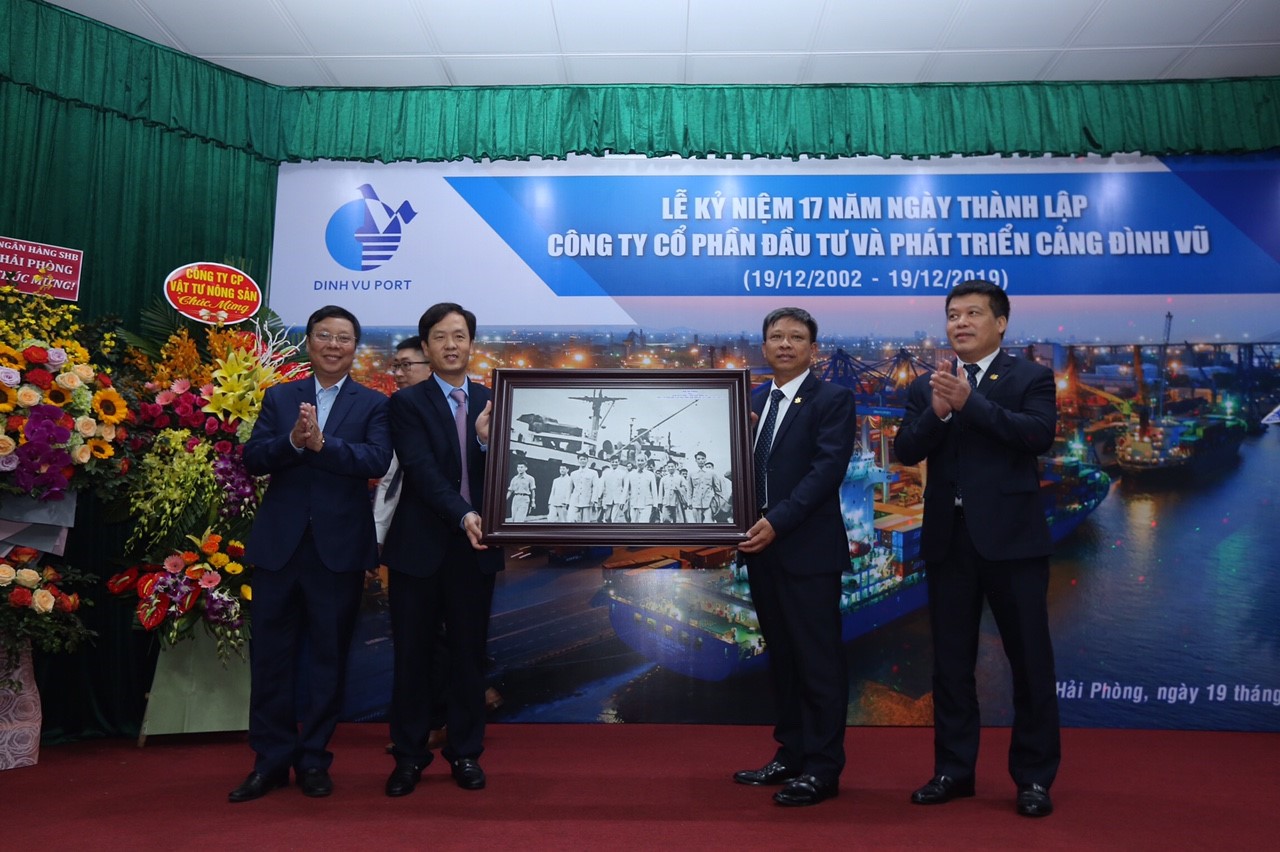 NGÂN HÀNG SHB
HẢI PHÒNG
CHÚC MỪNG!
CÔNG TY CP
VẬT TƯ NÔNG SẢN
Chúc Mừng
DINH VU PORT
LỄ KỶ NIỆM 17 NĂM NGÀY THÀNH LẬP
CÔNG TY CỔ PHẦN ĐẦU TƯ VÀ PHÁT TRIỂN CẢNG ĐÌNH VŨ
(19/12/2002 - 19/12/2019)
Hải Phòng, ngày 19 tháng